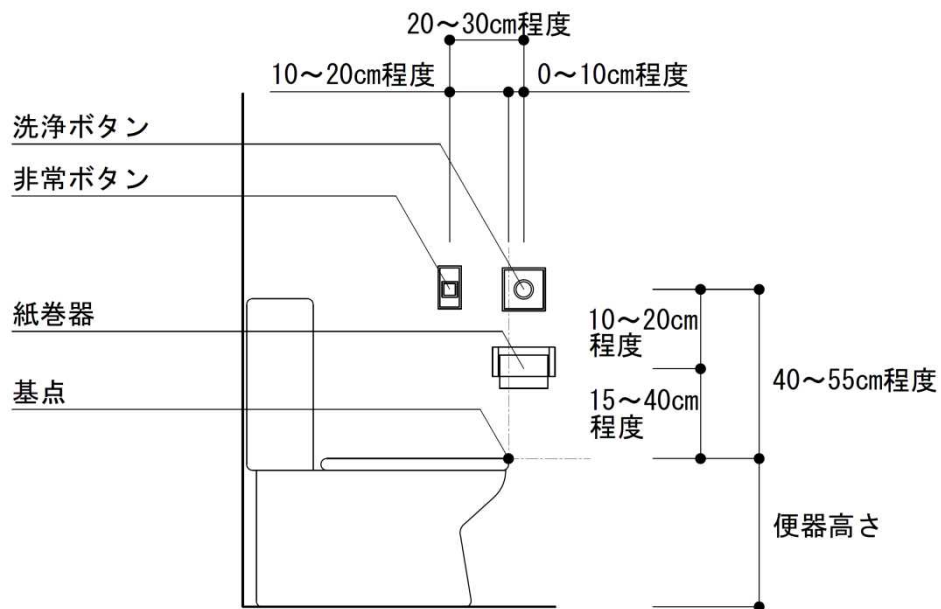 20～30cm程度
10～20cm程度
0～10cm程度
洗浄ボタン
非常ボタン
紙巻器
基点
10～20cm
程度
15～40cm
程度
40～55cm程度
便器高さ